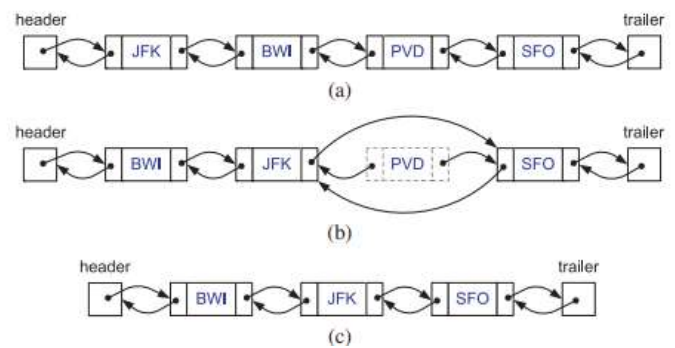 header trailer
JFK BWI PVD SFO
(a)
header trailer
BWI JFK PVD SFO
(b)
header trailer
BWI JFK SFO
(c)